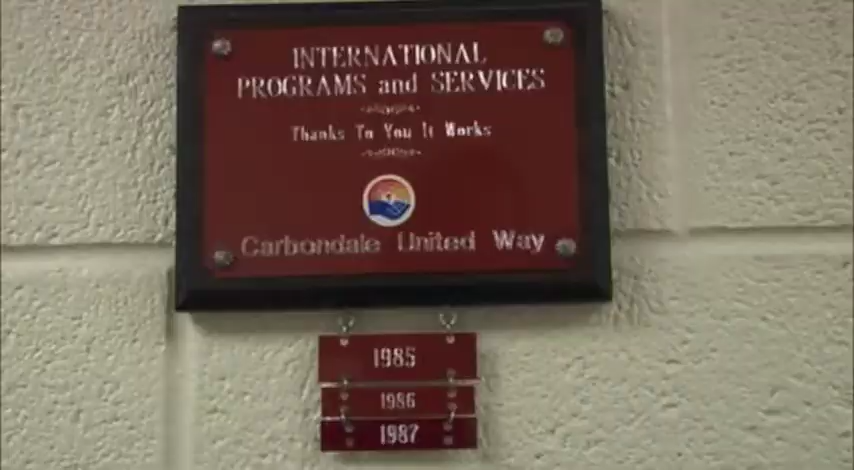 INTERNATIONAL
PROGRAMS and SERVICES
Thanks To You It Works
Carbondale United Way
1985
1986
1987